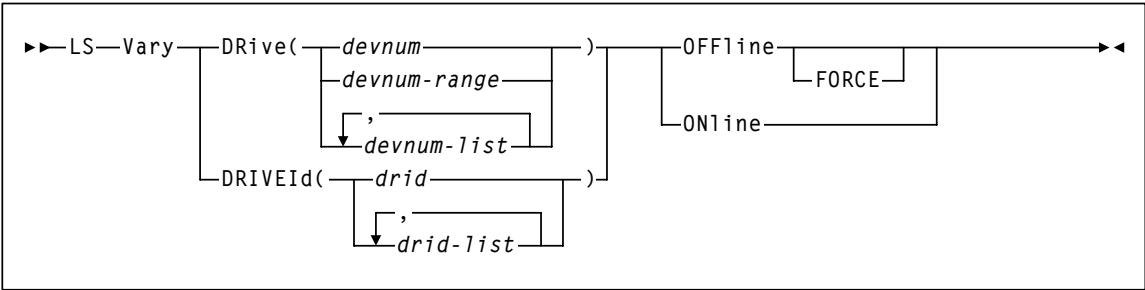 LS Vary DRive( devnum ) OFFline
devnum-range FORCE
,
devnum-list ONline
DRIVEId( drid )
,
drid-list